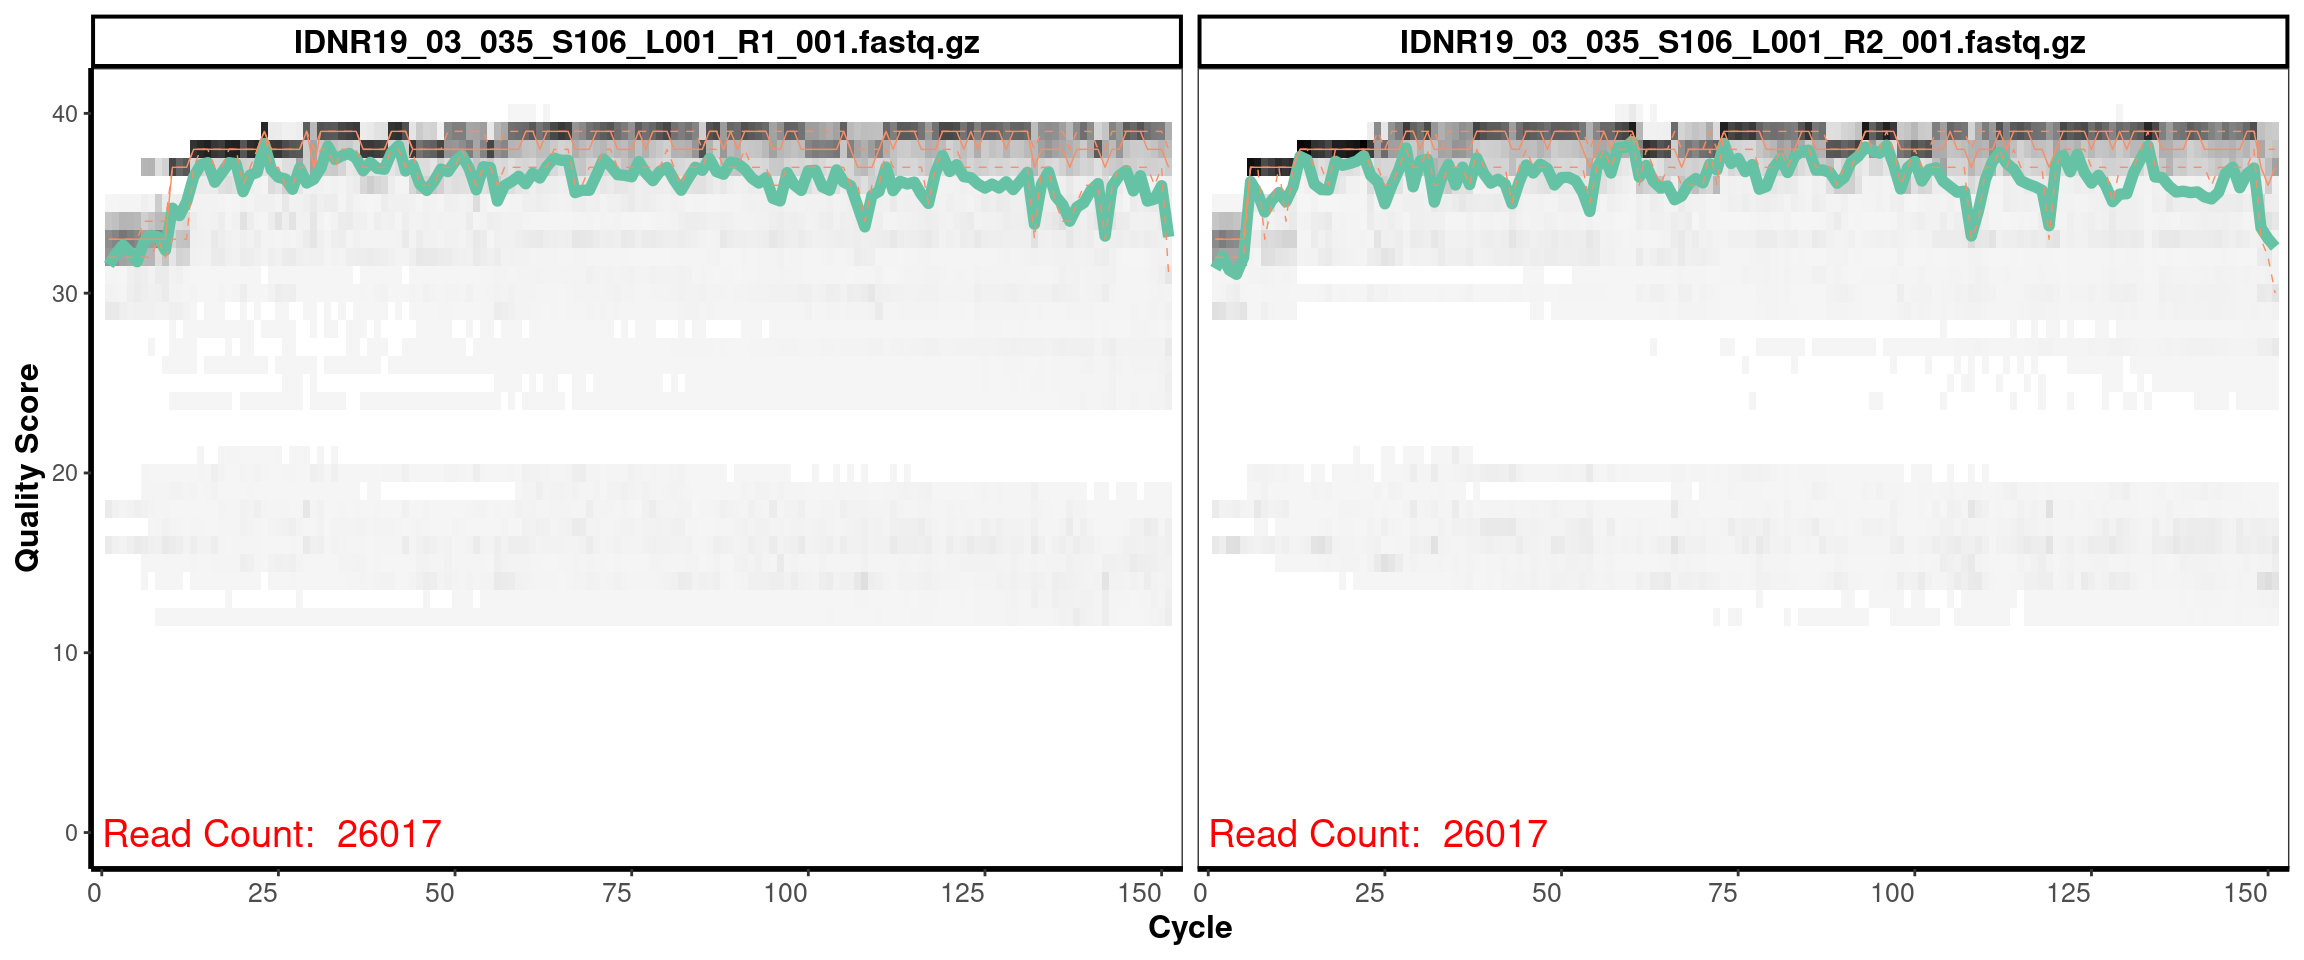 IDNR19_03_035_S106_L001_R1_001.fastq.gz
IDNR19_03_035_S106_L001_R2_001.fastq.gz
Quality Score
40
30
20
10
0
Read Count: 26017
Read Count: 26017
0 25 50 75 100 125 150
0 25 50 75 100 125 150
Cycle